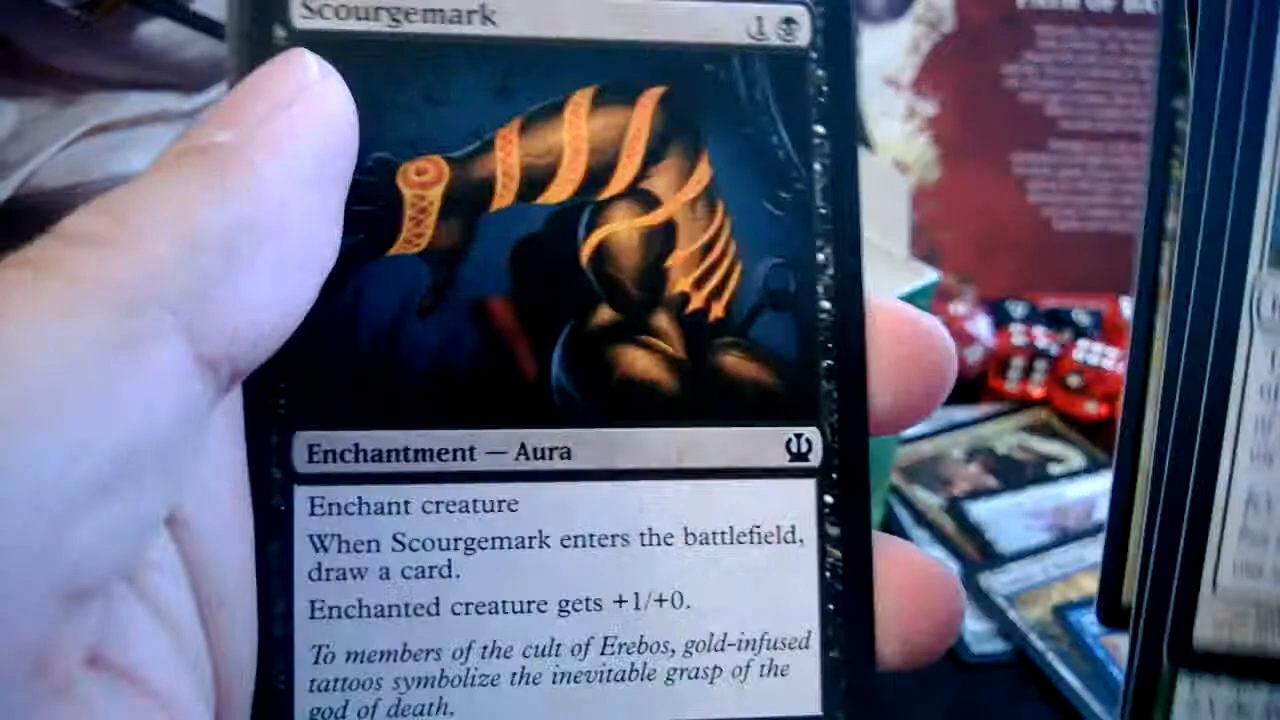 Scourgemark 1
Enchantment — Aura
Enchant creature
When Scourgemark enters the battlefield,
draw a card.
Enchanted creature gets +1/+0.
To members of the cult of Erebos, gold-infused
tattoos symbolize the inevitable grasp of the
god of death.